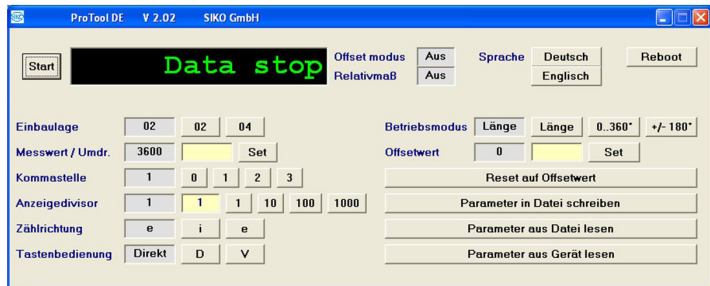 ProTool DE V 2.02 SIKO GmbH
Start Data stop Offset modus Aus Sprache Deutsch Reboot
Relativmaß Aus Englisch
Einbaulage 02 02 04 Betriebsmodus Länge Länge 0..360° +/- 180°
Messwert / Umdr. 3600 Set Offsetwert 0 Set
Kommastelle 1 0 1 2 3 Reset auf Offsetwert
Anzeigedivisor 1 1 1 10 100 1000 Parameter in Datei schreiben
Zählrichtung e i e Parameter aus Datei lesen
Tastenbedienung Direkt D V Parameter aus Gerät lesen